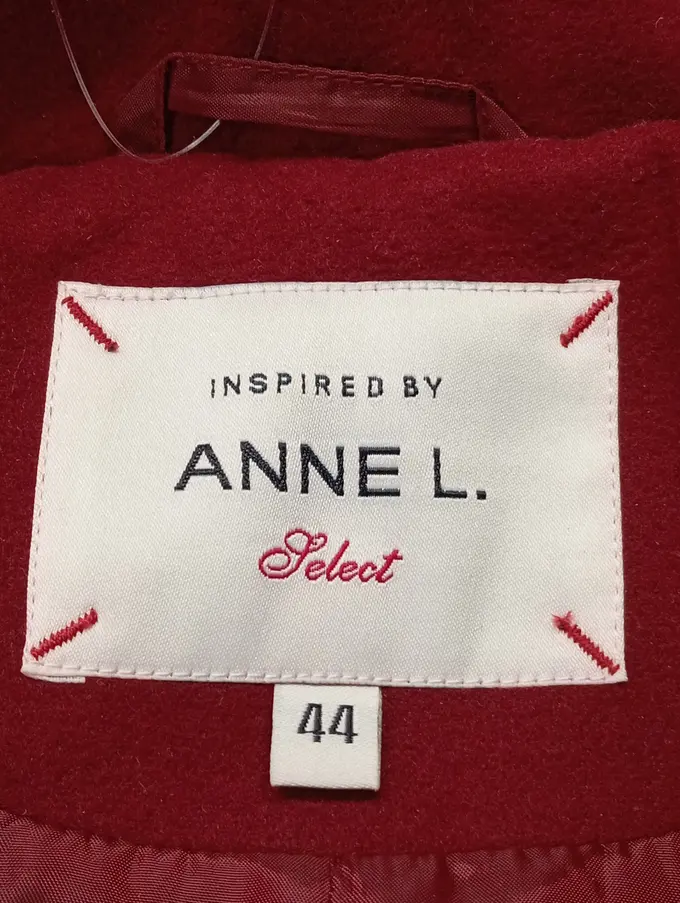 INSPIRED BY
ANNE L.
Select
44